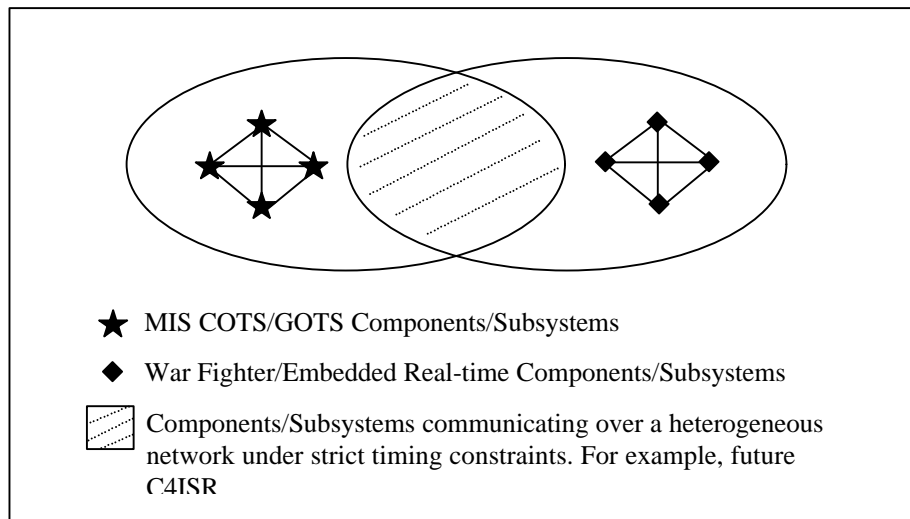 MIS COTS/GOTS Components/Subsystems
War Fighter/Embedded Real-time Components/Subsystems
Components/Subsystems communicating over a heterogeneous
network under strict timing constraints. For example, future
C4ISR